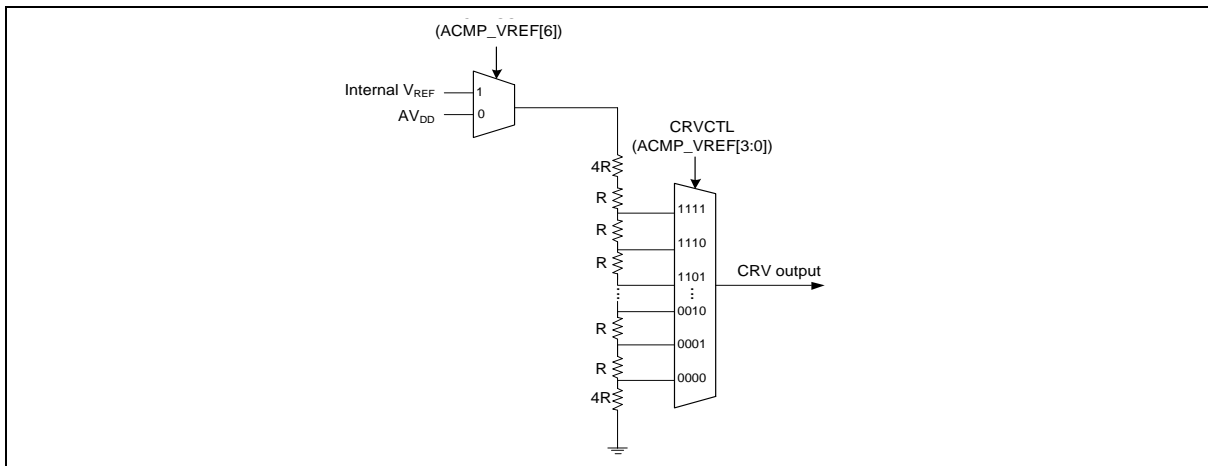 (ACMP_VREF[6])
Internal VREF
1
AVDD
0
CRVCTL
(ACMP_VREF[3:0])
4R
R
1111
R
1110
R
1101
CRV output
0010
R
0001
R
0000
4R